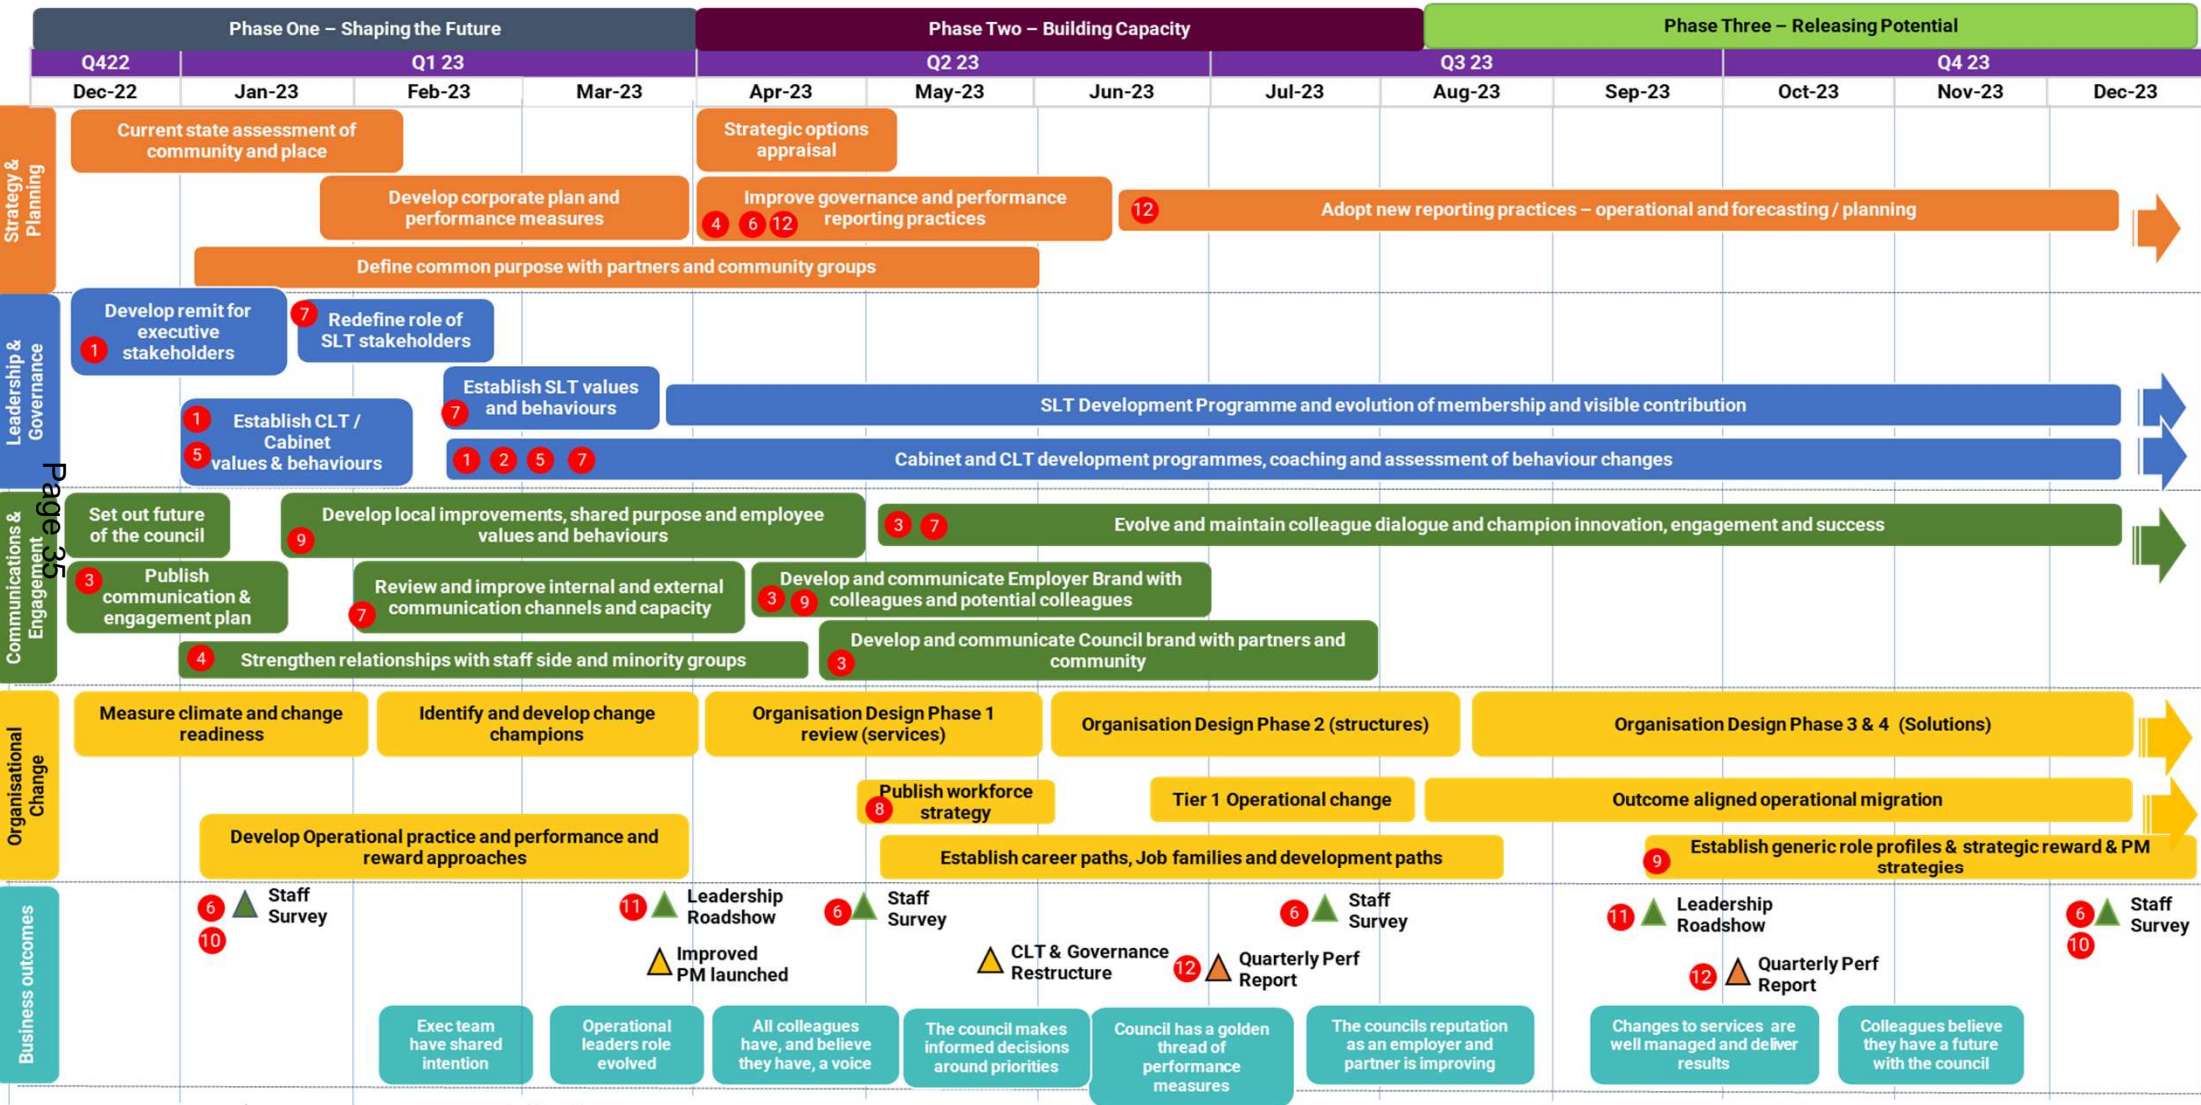 Phase One – Shaping the Future
Phase Two – Building Capacity
Phase Three – Releasing Potential
Q422
Q1 23
Q2 23
Q3 23
Q4 23
Dec-22
Jan-23
Feb-23
Mar-23
Apr-23
May-23
Jun-23
Jul-23
Aug-23
Sep-23
Oct-23
Nov-23
Dec-23
Strategy &
Planning
Current state assessment of
community and place
Strategic options
appraisal
Develop corporate plan and
performance measures
Improve governance and performance
reporting practices
4
6
12
12
Adopt new reporting practices – operational and forecasting / planning
Define common purpose with partners and community groups
Leadership &
Governance
Develop remit for
executive
stakeholders
1
7
Redefine role of
SLT stakeholders
Establish SLT values
and behaviours
7
SLT Development Programme and evolution of membership and visible contribution
1
5
Establish CLT /
Cabinet
values & behaviours
1
2
5
7
Cabinet and CLT development programmes, coaching and assessment of behaviour changes
Page 35
Communications &
Engagement
Set out future
of the council
Develop local improvements, shared purpose and employee
values and behaviours
9
3
7
Evolve and maintain colleague dialogue and champion innovation, engagement and success
3
Publish
communication &
engagement plan
Review and improve internal and external
communication channels and capacity
7
Develop and communicate Employer Brand with
colleagues and potential colleagues
3
9
4
Strengthen relationships with staff side and minority groups
Develop and communicate Council brand with partners and
community
3
Organisational
Change
Measure climate and change
readiness
Identify and develop change
champions
Organisation Design Phase 1
review (services)
Organisation Design Phase 2 (structures)
Organisation Design Phase 3 & 4 (Solutions)
Publish workforce
strategy
8
Tier 1 Operational change
Outcome aligned operational migration
Develop Operational practice and performance and
reward approaches
Establish career paths, Job families and development paths
9
Establish generic role profiles & strategic reward & PM
strategies
Business outcomes
6
10
Staff
Survey
11
Leadership
Roadshow
6
Staff
Survey
6
Staff
Survey
11
Leadership
Roadshow
6
10
Staff
Survey
Improved
PM launched
CLT & Governance
Restructure
12
Quarterly Perf
Report
12
Quarterly Perf
Report
Exec team
have shared
intention
Operational
leaders role
evolved
All colleagues
have, and believe
they have, a voice
The council makes
informed decisions
around priorities
Council has a golden
thread of
performance
measures
The councils reputation
as an employer and
partner is improving
Changes to services are
well managed and deliver
results
Colleagues believe
they have a future
with the council